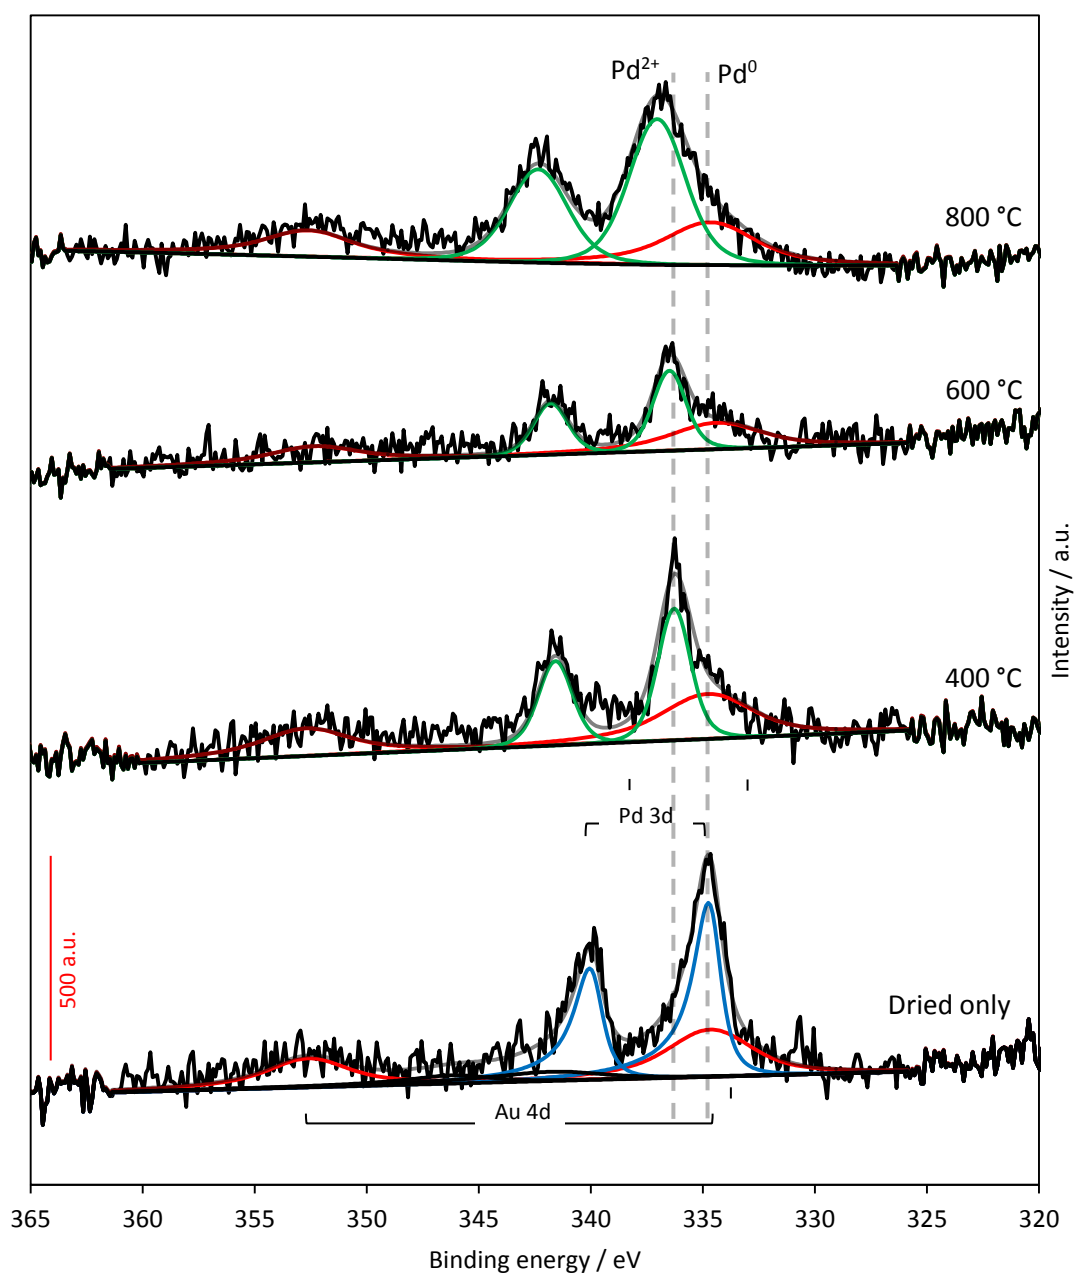 Pd²⁺ Pd⁰
800 °C
600 °C
Intensity / a.u.
400 °C
Pd 3d
500 a.u.
Dried only
Au 4d
365 360 355 350 345 340 335 330 325 320
Binding energy / eV